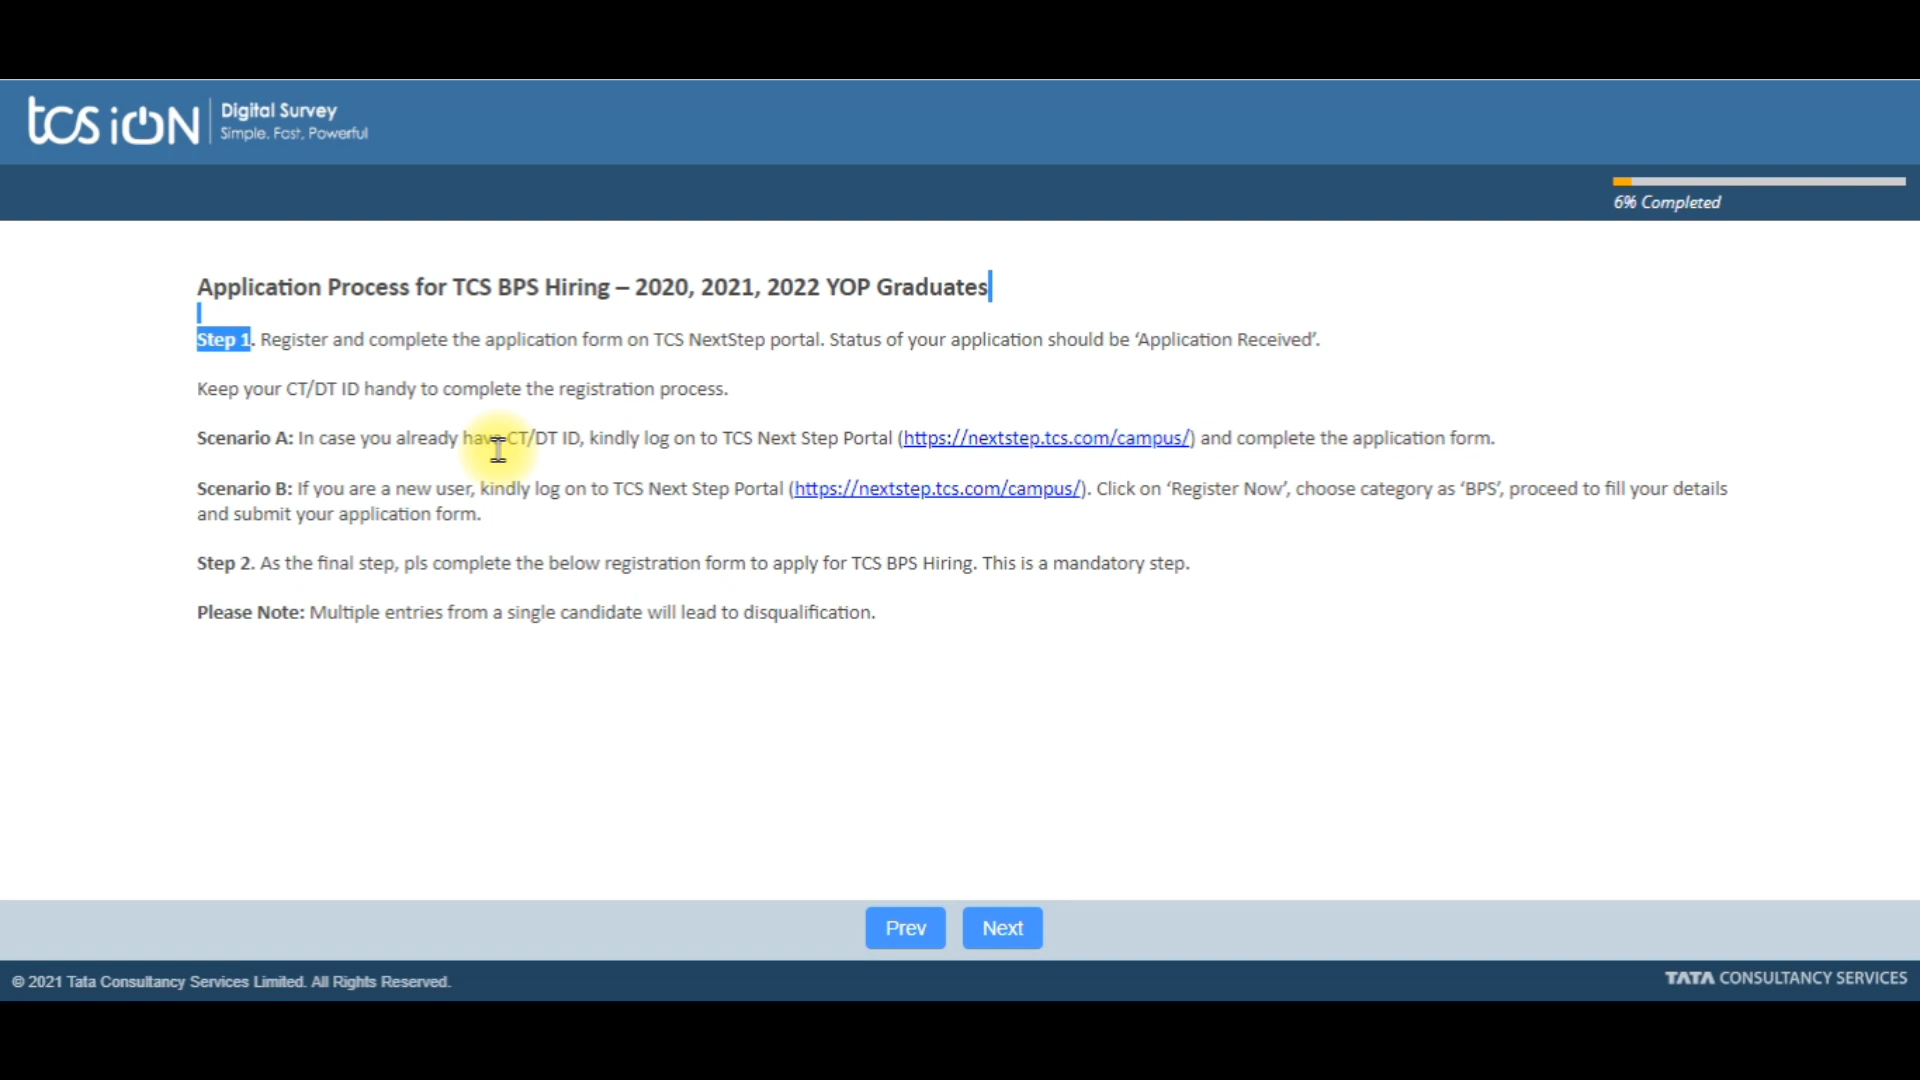 tcs iON
Digital Survey
Simple. Fast, Powerful
6% Completed
Application Process for TCS BPS Hiring – 2020, 2021, 2022 YOP Graduates
Step 1. Register and complete the application form on TCS NextStep portal. Status of your application should be ‘Application Received’.
Keep your CT/DT ID handy to complete the registration process.
Scenario A: In case you already have CT/DT ID, kindly log on to TCS Next Step Portal (https://nextstep.tcs.com/campus/) and complete the application form.
Scenario B: If you are a new user, kindly log on to TCS Next Step Portal (https://nextstep.tcs.com/campus/). Click on ‘Register Now’, choose category as ‘BPS’, proceed to fill your details
and submit your application form.
Step 2. As the final step, pls complete the below registration form to apply for TCS BPS Hiring. This is a mandatory step.
Please Note: Multiple entries from a single candidate will lead to disqualification.
Prev Next
© 2021 Tata Consultancy Services Limited. All Rights Reserved.
TATA CONSULTANCY SERVICES